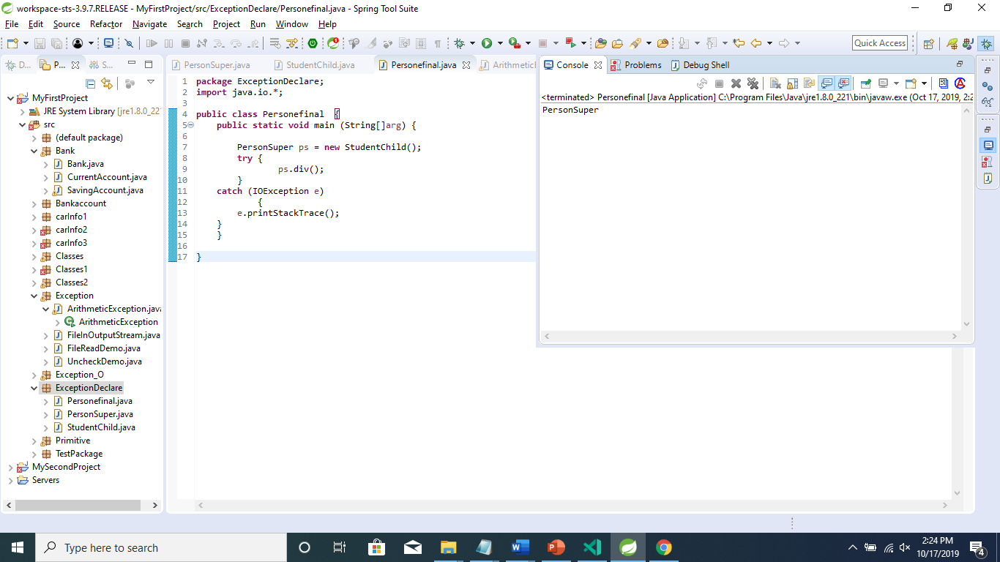 workspace-sts-3.9.7.RELEASE - MyFirstProject/src/ExceptionDeclare/Personefinal.java - Spring Tool Suite
File Edit Source Refactor Navigate Search Project Run Window Help
Quick Access
D... P... S...
MyFirstProject
JRE System Library [jre1.8.0_22
src
(default package)
Bank
Bank.java
CurrentAccount.java
SavingAccount.java
Bankaccount
carInfo1
carInfo2
carInfo3
Classes
Classes1
Classes2
Exception
ArithmeticException.java
ArithmeticException
FileInOutputStream.java
FileReadDemo.java
UncheckDemo.java
Exception_O
ExceptionDeclare
Personefinal.java
PersonSuper.java
StudentChild.java
Primitive
TestPackage
MySecondProject
Servers
PersonSuper.java StudentChild.java Personefinal.java Arithmeticl
1 package ExceptionDeclare;
2 import java.io.*;
3
4 public class Personefinal {
5 public static void main (String[]arg) {
6
7 PersonSuper ps = new StudentChild();
8 try {
9 ps.div();
10 }
11 catch (IOException e)
12 {
13 e.printStackTrace();
14 }
15 }
16
17 }
Console Problems Debug Shell
<terminated> Personefinal [Java Application] C:\Program Files\Java\jre1.8.0_221\bin\javaw.exe (Oct 17, 2019, 2:2
PersonSuper
Type here to search
2:24 PM
10/17/2019
4